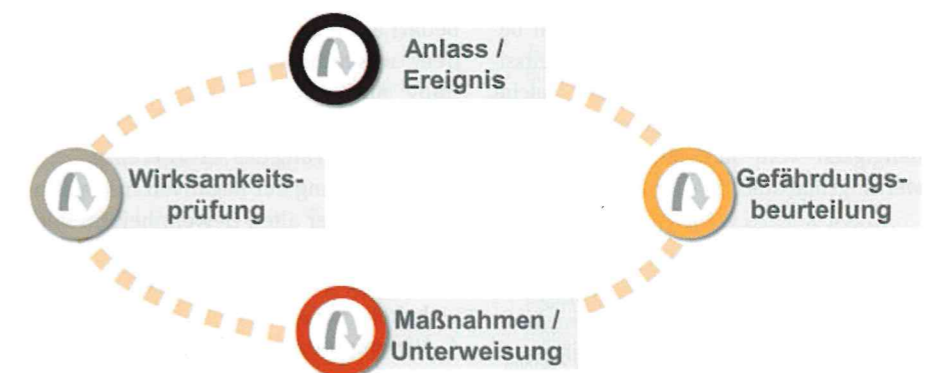 Anlass /
Ereignis
Gefährdungs-
beurteilung
Maßnahmen /
Unterweisung
Wirksamkeits-
prüfung